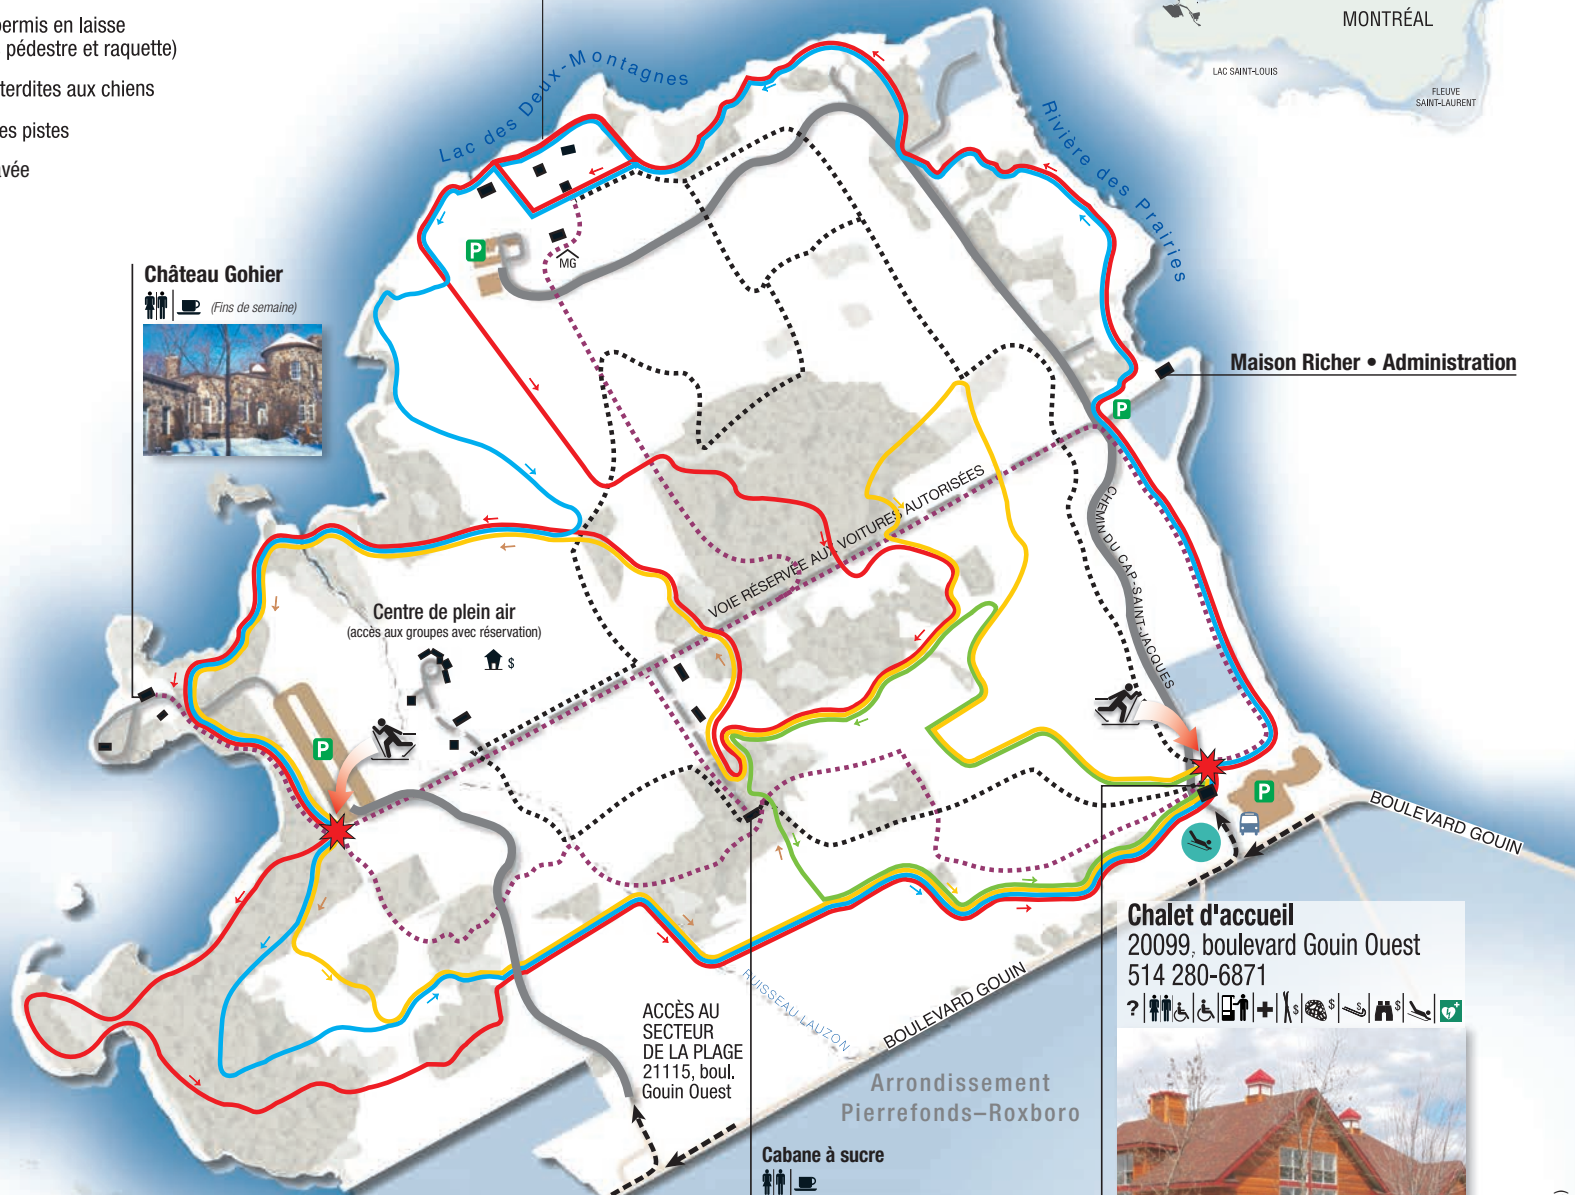 permis en laisse
pédestre et raquette)
terdites aux chiens
es pistes
avée
Lac des Deux-Montagnes
Rivière des Prairies
MONTRÉAL
LAC SAINT-LOUIS
FLEUVE
SAINT-LAURENT
Château Gohier
(Fins de semaine)
P
MG
Maison Richer • Administration
P
VOIE RÉSERVÉE AUX VOITURES AUTORISÉES
CHEMIN DU CAP-SAINT-JACQUES
Centre de plein air
(accès aux groupes avec réservation)
$
P
P
BOULEVARD GOUIN
Chalet d'accueil
20099, boulevard Gouin Ouest
514 280-6871
? $ $ $ $
RUISSEAU LAUZON
BOULEVARD GOUIN
ACCÈS AU
SECTEUR
DE LA PLAGE
21115, boul.
Gouin Ouest
Arrondissement
Pierrefonds–Roxboro
Cabane à sucre